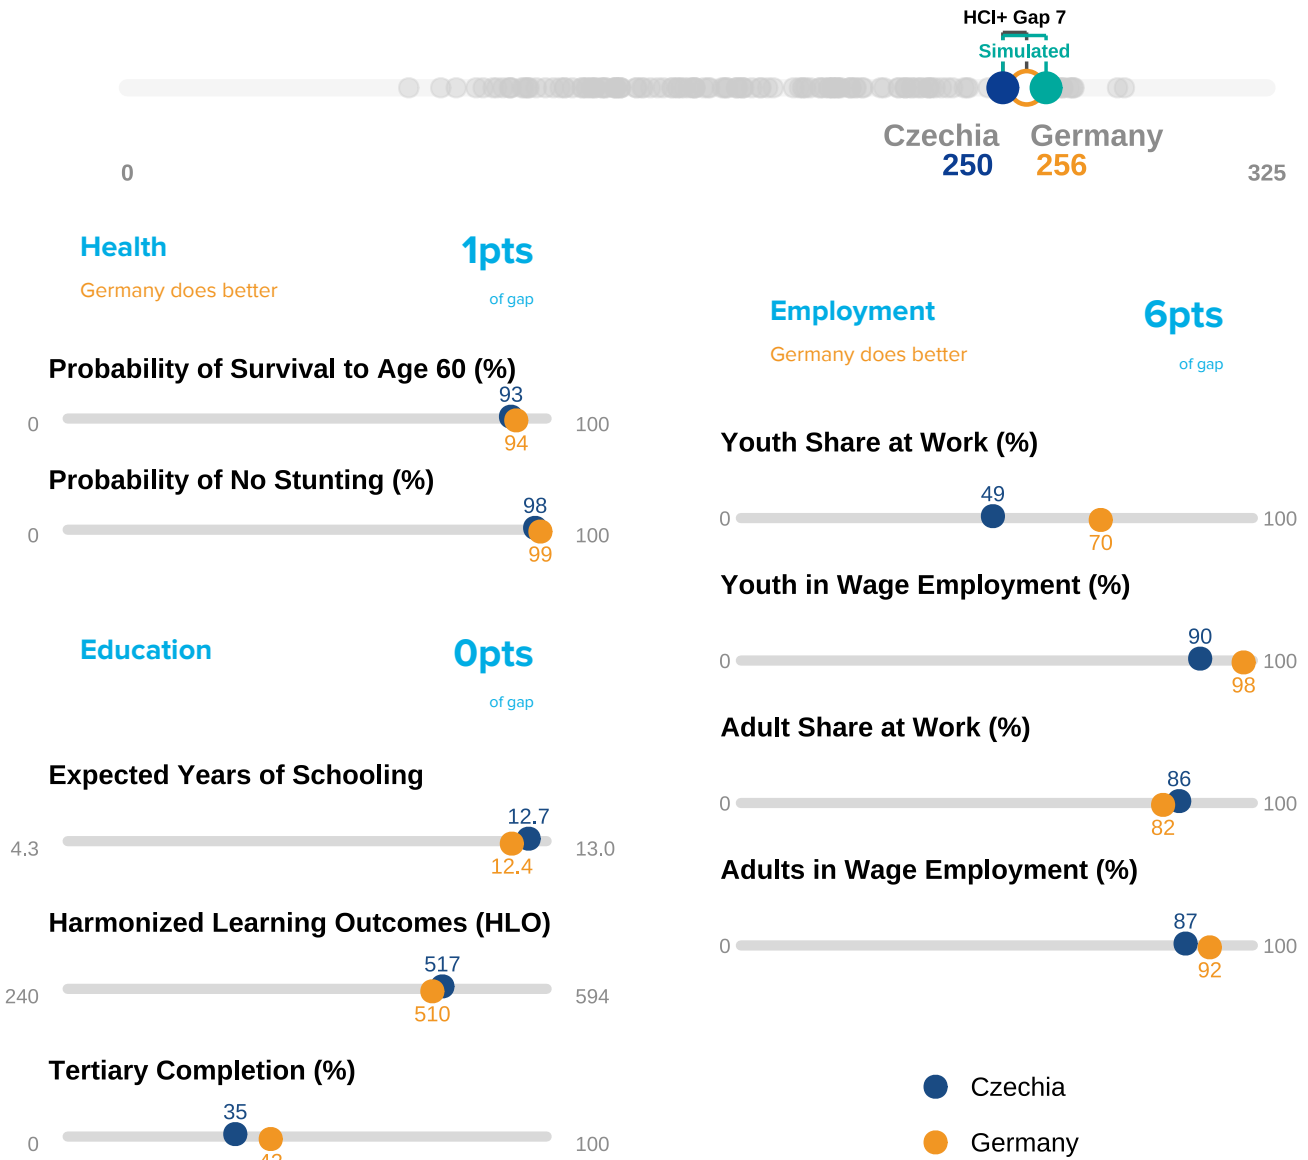 HCI+ Gap 7
Simulated
Czechia Germany
250 256
0 325
Health 1pts
Germany does better of gap
Probability of Survival to Age 60 (%)
93
0 100
94
Probability of No Stunting (%)
98
0 100
99
Education 0pts
of gap
Expected Years of Schooling
12.7
4.3 13.0
12.4
Harmonized Learning Outcomes (HLO)
517
240 594
510
Tertiary Completion (%)
35
0 100
Employment 6pts
Germany does better of gap
Youth Share at Work (%)
49
0 100
70
Youth in Wage Employment (%)
90
0 100
98
Adult Share at Work (%)
86
0 100
82
Adults in Wage Employment (%)
87
0 100
92
Czechia
Germany